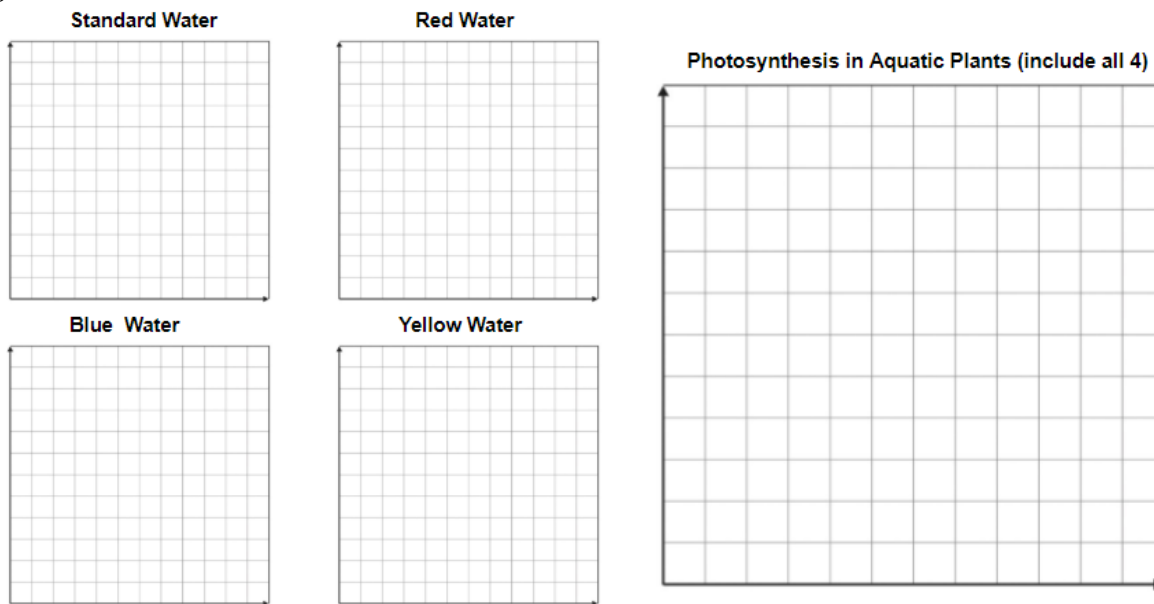 Standard Water
Red Water
Photosynthesis in Aquatic Plants (include all 4)
Blue Water
Yellow Water